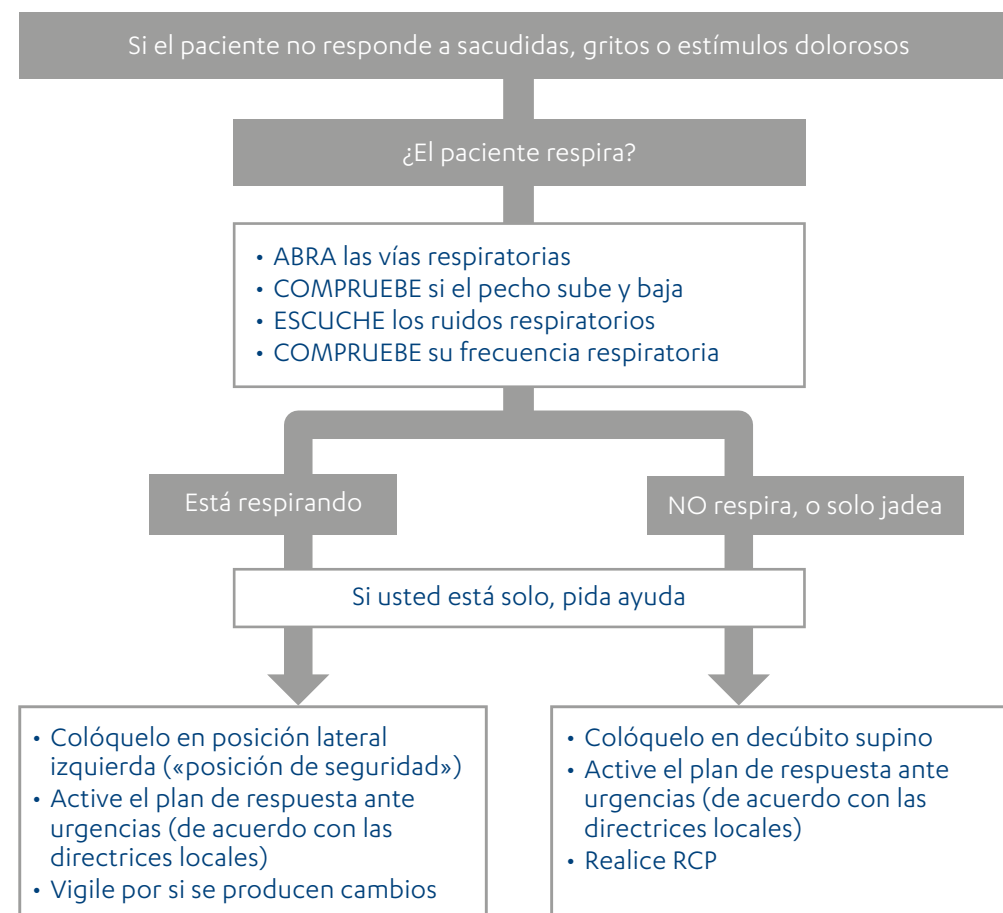 Si el paciente no responde a sacudidas, gritos o estímulos dolorosos
¿El paciente respira?
• ABRA las vías respiratorias
• COMPRUEBE si el pecho sube y baja
• ESCUCHE los ruidos respiratorios
• COMPRUEBE su frecuencia respiratoria
Está respirando
NO respira, o solo jadea
Si usted está solo, pida ayuda
• Colóquelo en posición lateral
izquierda («posición de seguridad»)
• Active el plan de respuesta ante
urgencias (de acuerdo con las
directrices locales)
• Vigile por si se producen cambios
• Colóquelo en decúbito supino
• Active el plan de respuesta ante
urgencias (de acuerdo con las
directrices locales)
• Realice RCP